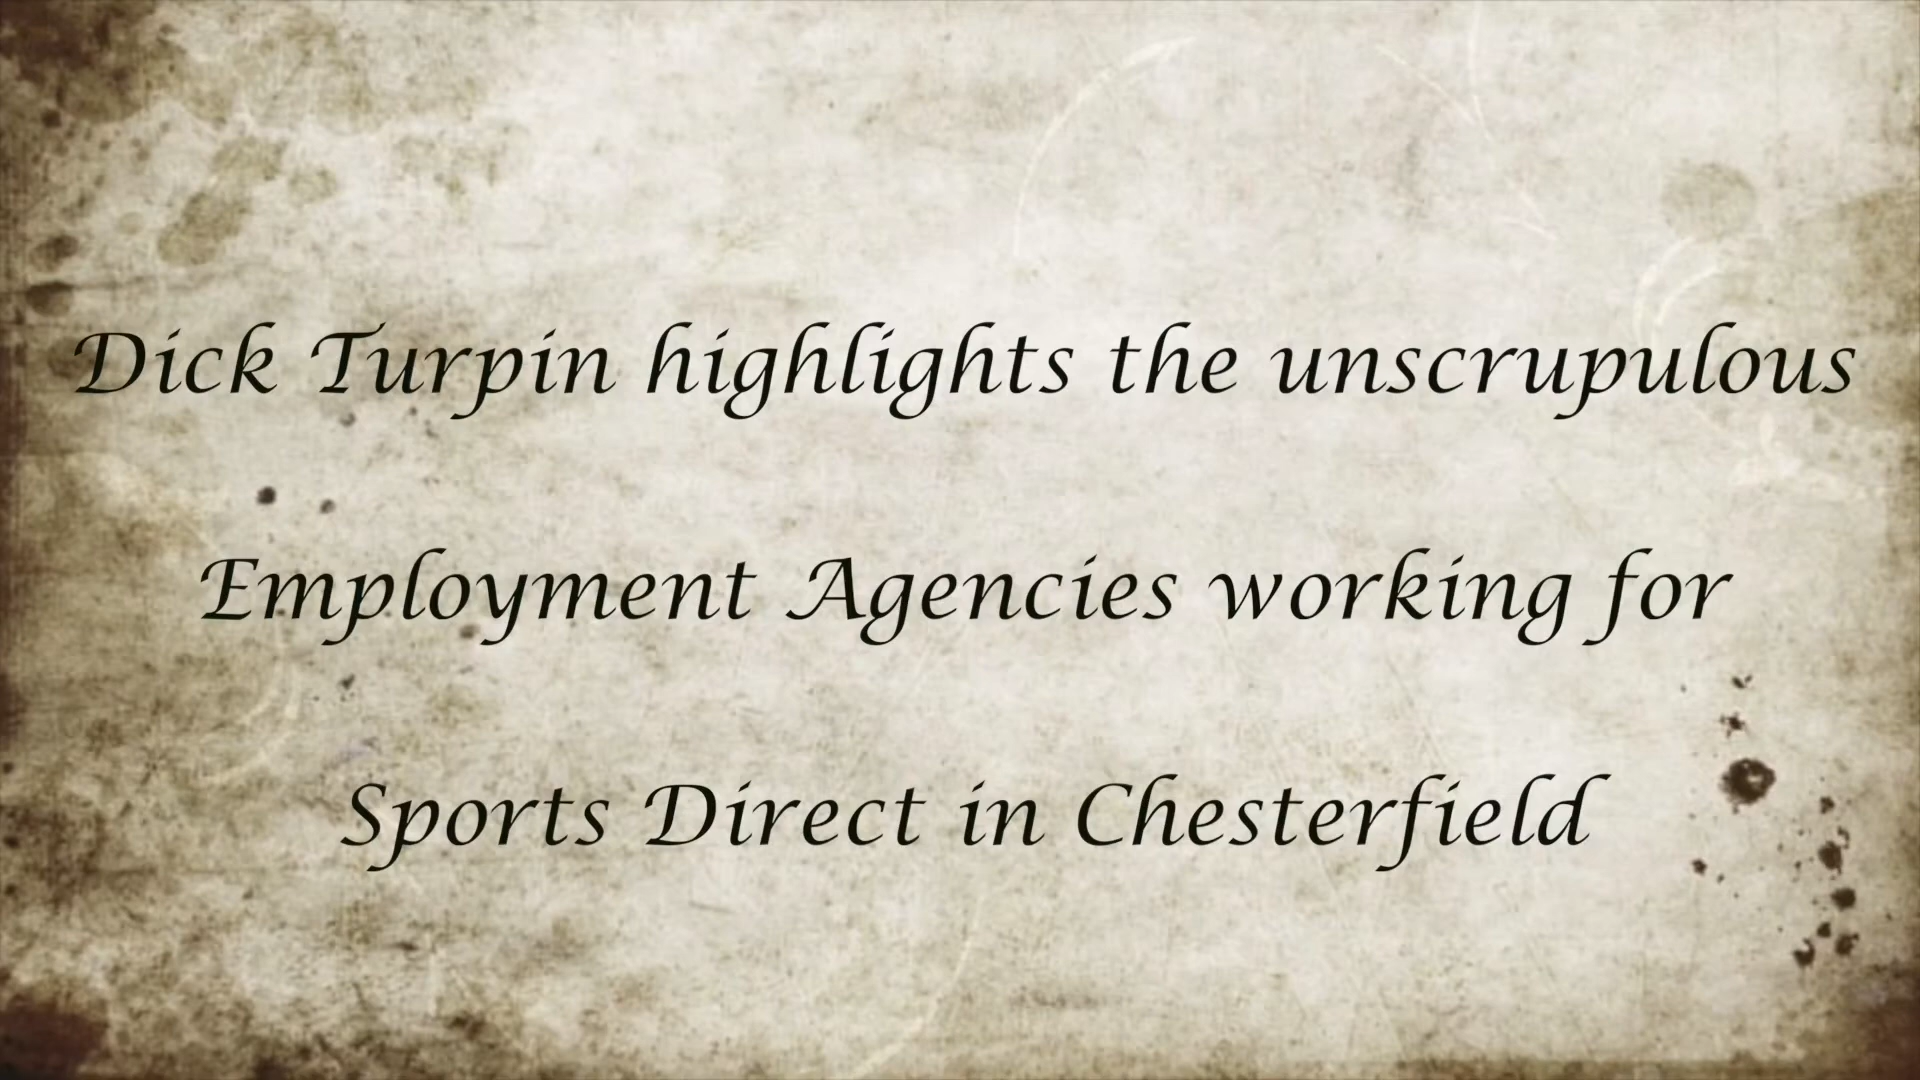 Dick Turpin highlights the unscrupulous
Employment Agencies working for
Sports Direct in Chesterfield